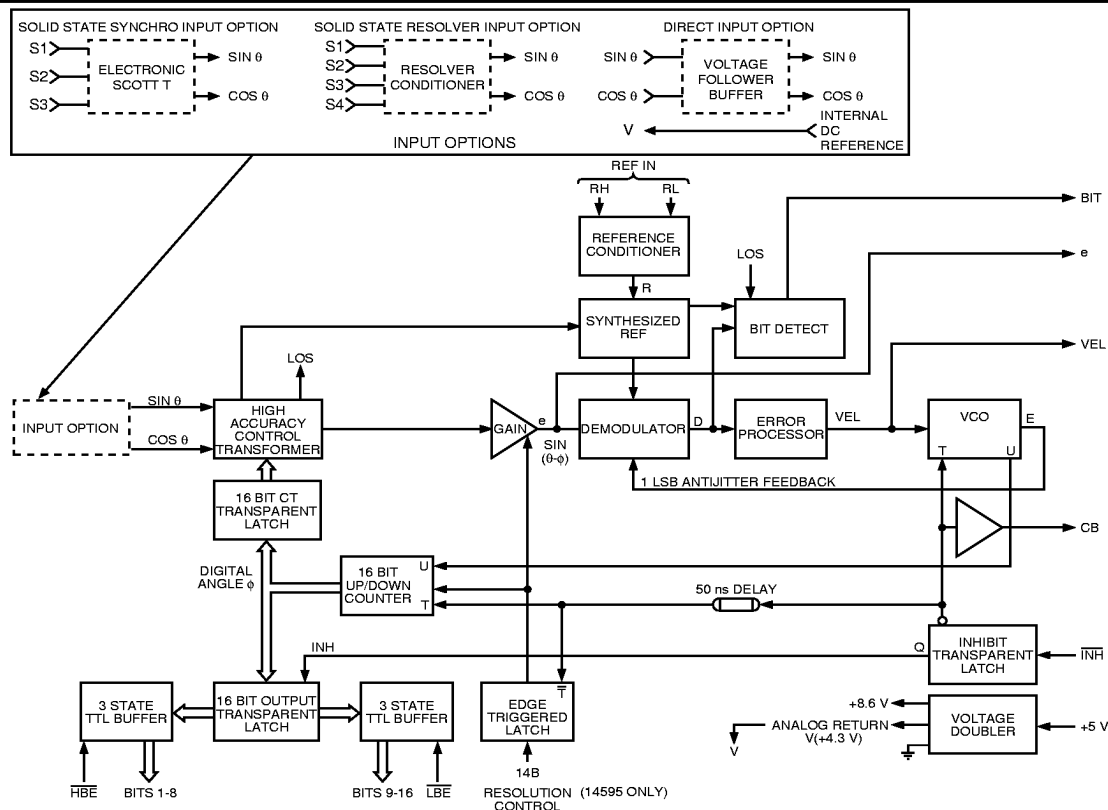 SOLID STATE SYNCHRO INPUT OPTION
S1
S2
S3
ELECTRONIC
SCOTT T
SIN θ
COS θ
SOLID STATE RESOLVER INPUT OPTION
S1
S2
S3
S4
RESOLVER
CONDITIONER
SIN θ
COS θ
DIRECT INPUT OPTION
SIN θ
COS θ
VOLTAGE
FOLLOWER
BUFFER
SIN θ
COS θ
V
INTERNAL
DC
REFERENCE
INPUT OPTIONS
REF IN
RH
RL
REFERENCE
CONDITIONER
R
SYNTHESIZED
REF
LOS
BIT DETECT
BIT
e
VEL
INPUT OPTION
SIN θ
COS θ
LOS
HIGH
ACCURACY
CONTROL
TRANSFORMER
GAIN
e
SIN
(θ-ϕ)
DEMODULATOR
D
ERROR
PROCESSOR
VEL
VCO
E
T
U
1 LSB ANTIJITTER FEEDBACK
CB
16 BIT CT
TRANSPARENT
LATCH
DIGITAL
ANGLE ϕ
16 BIT
UP/DOWN
COUNTER
U
T
50 ns DELAY
INH
Q
INHIBIT
TRANSPARENT
LATCH
I̅N̅H̅
3 STATE
TTL BUFFER
16 BIT OUTPUT
TRANSPARENT
LATCH
3 STATE
TTL BUFFER
T̅
EDGE
TRIGGERED
LATCH
+8.6 V
ANALOG RETURN
V(+4.3 V)
V
VOLTAGE
DOUBLER
+5 V
H̅B̅E̅
BITS 1-8
BITS 9-16
L̅B̅E̅
14B
RESOLUTION
CONTROL
(14595 ONLY)